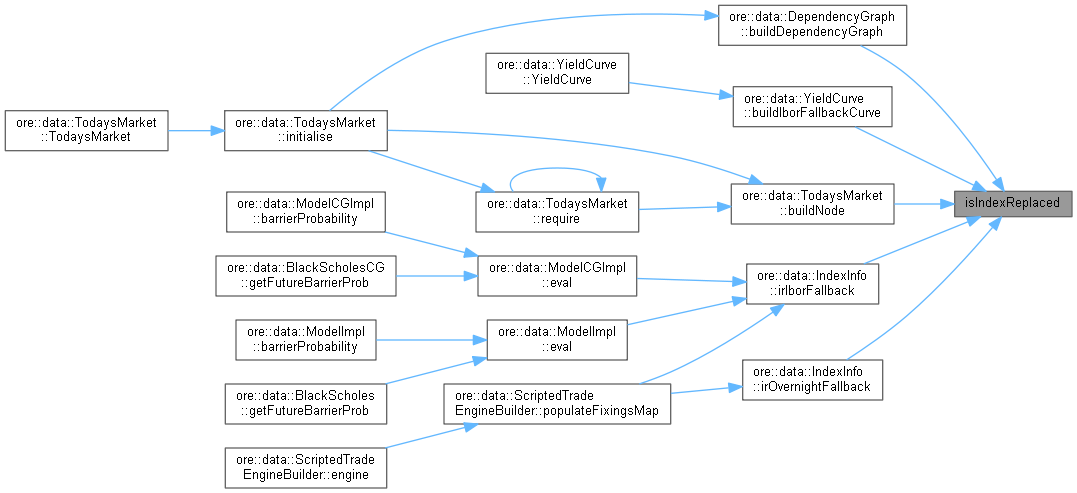 ore::data::DependencyGraph
::buildDependencyGraph
ore::data::YieldCurve
::YieldCurve
ore::data::YieldCurve
::buildIborFallbackCurve
ore::data::TodaysMarket
::TodaysMarket
ore::data::TodaysMarket
::initialise
ore::data::ModelCGImpl
::barrierProbability
ore::data::TodaysMarket
::require
ore::data::TodaysMarket
::buildNode
isIndexReplaced
ore::data::BlackScholesCG
::getFutureBarrierProb
ore::data::ModelCGImpl
::eval
ore::data::IndexInfo
::irIborFallback
ore::data::ModelImpl
::barrierProbability
ore::data::ModelImpl
::eval
ore::data::BlackScholes
::getFutureBarrierProb
ore::data::ScriptedTrade
EngineBuilder::populateFixingsMap
ore::data::IndexInfo
::irOvernightFallback
ore::data::ScriptedTrade
EngineBuilder::engine